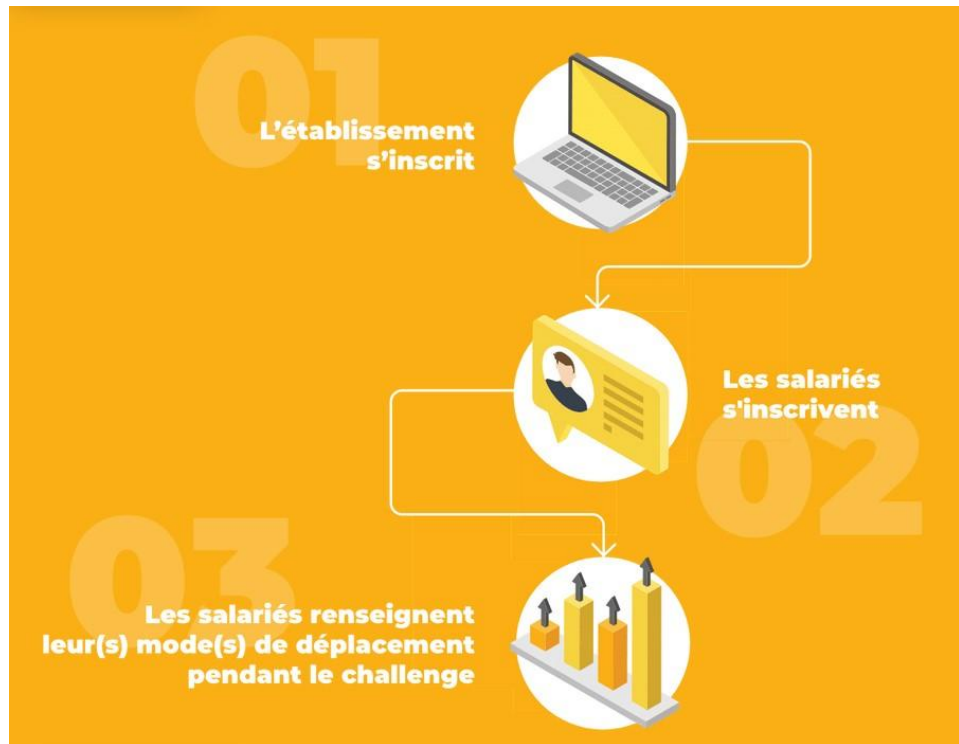 01
L'établissement
s'inscrit
Les salariés
s'inscrivent
02
03
Les salariés renseignent
leur(s) mode(s) de déplacement
pendant le challenge